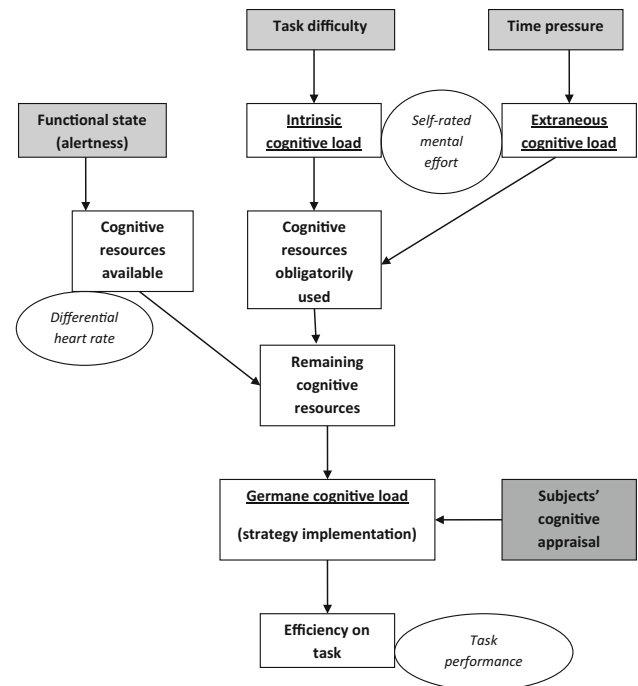 Task difficulty
Time pressure
Functional state
(alertness)
Intrinsic
cognitive load
Self-rated
mental
effort
Extraneous
cognitive load
Cognitive
resources
available
Cognitive
resources
obligatorily
used
Differential
heart rate
Remaining
cognitive
resources
Germane cognitive load
(strategy implementation)
Subjects'
cognitive
appraisal
Efficiency on
task
Task
performance